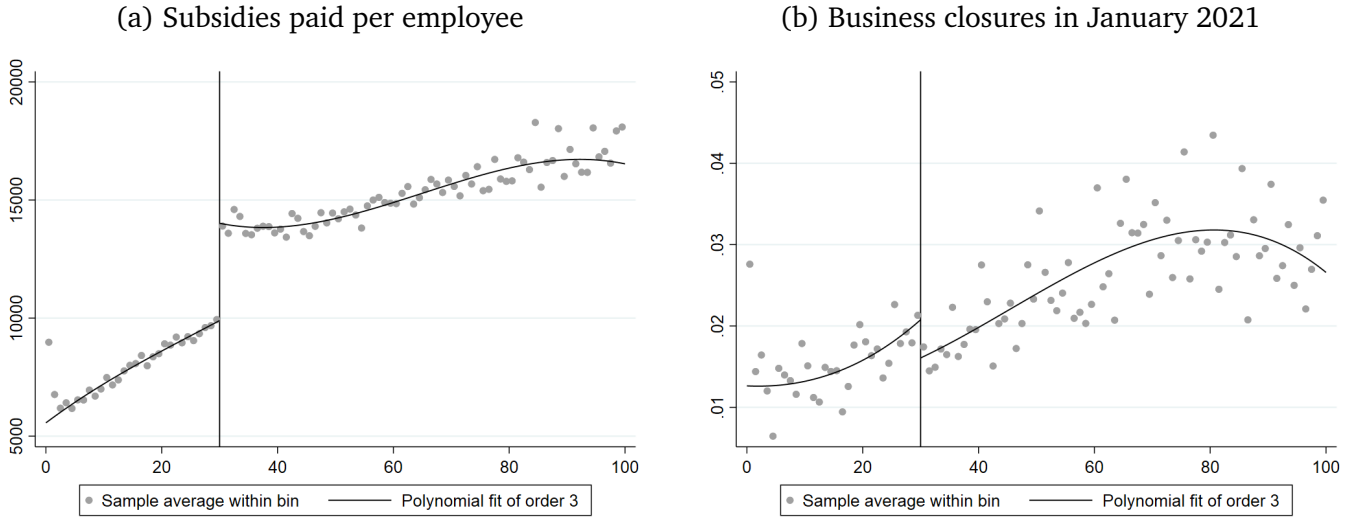 (a) Subsidies paid per employee
20000
15000
10000
5000
0 20 40 60 80 100
Sample average within bin Polynomial fit of order 3
(b) Business closures in January 2021
.05
.04
.03
.02
.01
0 20 40 60 80 100
Sample average within bin Polynomial fit of order 3